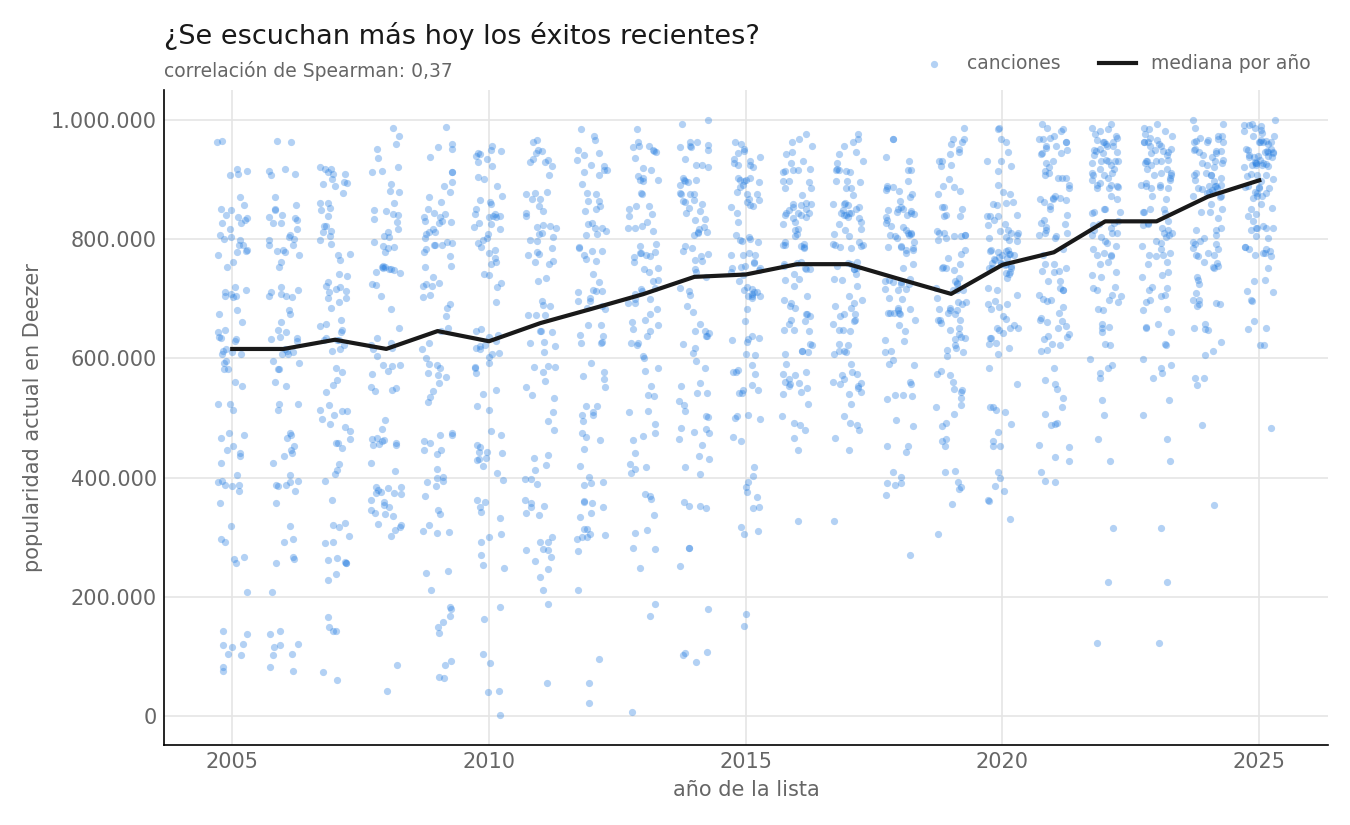 ¿Se escuchan más hoy los éxitos recientes?
correlación de Spearman: 0,37
canciones
mediana por año
popularidad actual en Deezer
1.000.000
800.000
600.000
400.000
200.000
0
2005
2010
2015
2020
2025
año de la lista